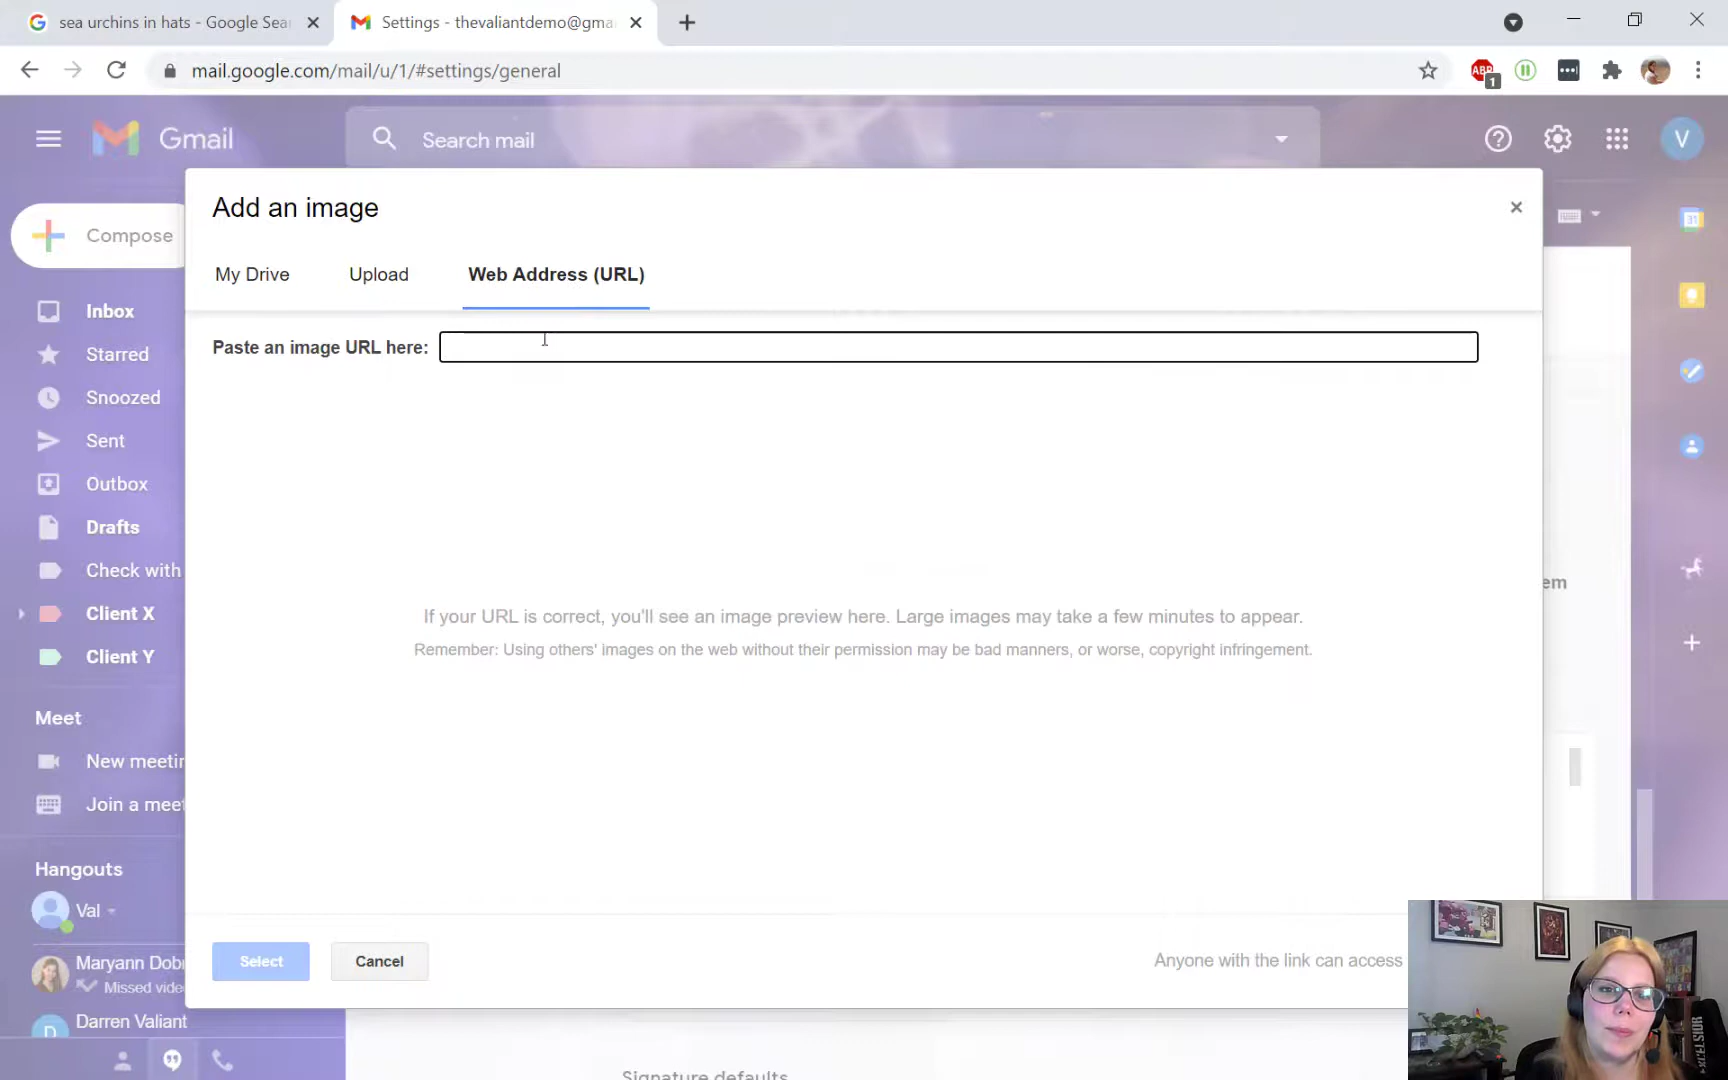 sea urchins in hats - Google Sea
Settings - thevaliantdemo@gma
mail.google.com/mail/u/1/#settings/general
ABP
1
Gmail
Search mail
V
Add an image
Compose
31
My Drive
Upload
Web Address (URL)
Inbox
Paste an image URL here:
Starred
Snoozed
Sent
Outbox
Drafts
Check with
em
Client X
If your URL is correct, you'll see an image preview here. Large images may take a few minutes to appear.
Remember: Using others' images on the web without their permission may be bad manners, or worse, copyright infringement.
Client Y
Meet
New meetin
Join a meet
Hangouts
Val
Maryann Dob
Missed vide
Select
Cancel
Anyone with the link can access
Darren Valiant
D
Signature defaults